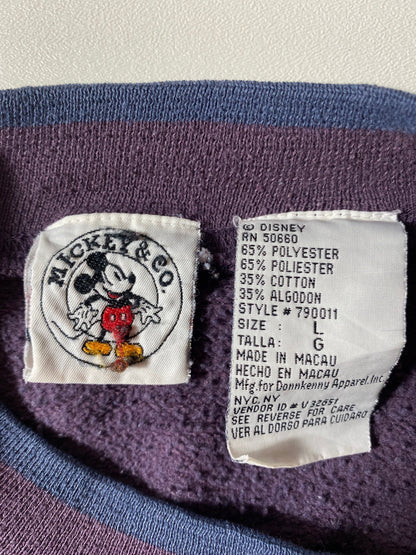 MICKEY & CO.
© DISNEY
RN 50660
65% POLYESTER
65% POLIESTER
35% COTTON
35% ALGODON
STYLE # 790011
SIZE : L
TALLA: G
MADE IN MACAU
HECHO EN MACAU
Mfg. for Donnkenny Apparel.Inc
NYC. NY
VENDOR ID # V 32651
SEE REVERSE FOR CARE
VER AL DORSO PARA CUIDADO